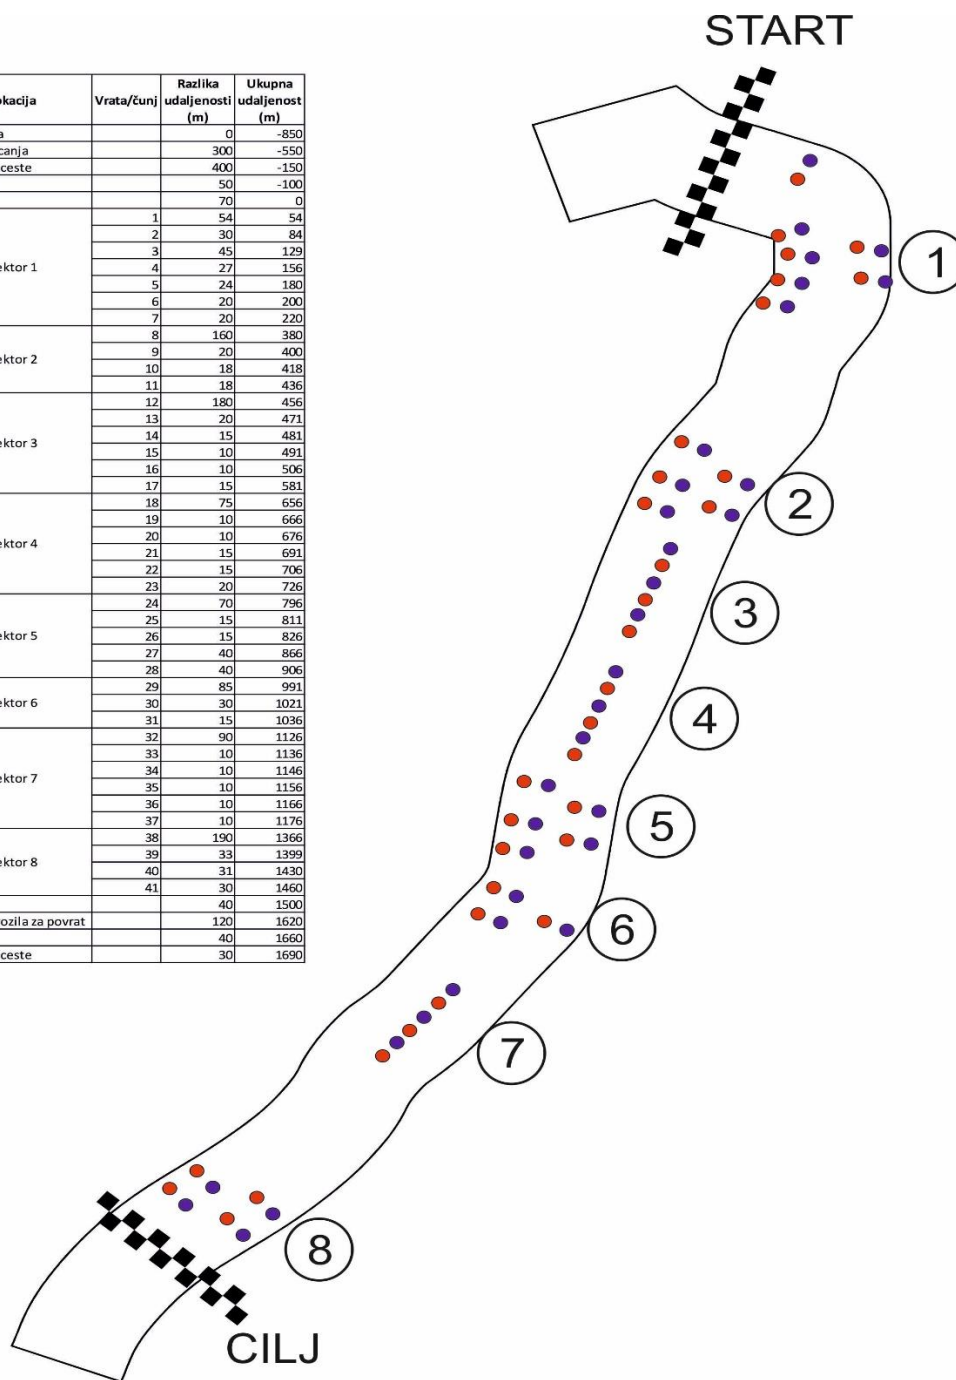 START
okacija Vrata/čunj Razlika udaljenosti (m) Ukupna udaljenost (m)
a 0 -850
canja 300 -550
ceste 400 -150
50 -100
70 0
ektor 1
1 54 54
2 30 84
3 45 129
4 27 156
5 24 180
6 20 200
7 20 220
ektor 2
8 160 380
9 20 400
10 18 418
11 18 436
ektor 3
12 180 456
13 20 471
14 15 481
15 10 491
16 10 506
17 15 581
ektor 4
18 75 656
19 10 666
20 10 676
21 15 691
22 15 706
23 20 726
ektor 5
24 70 796
25 15 811
26 15 826
27 40 866
28 40 906
ektor 6
29 85 991
30 30 1021
31 15 1036
ektor 7
32 90 1126
33 10 1136
34 10 1146
35 10 1156
36 10 1166
37 10 1176
ektor 8
38 190 1366
39 33 1399
40 31 1430
41 30 1460
40 1500
ozila za povrat 120 1620
40 1660
ceste 30 1690
1
2
3
4
5
6
7
8
CILJ